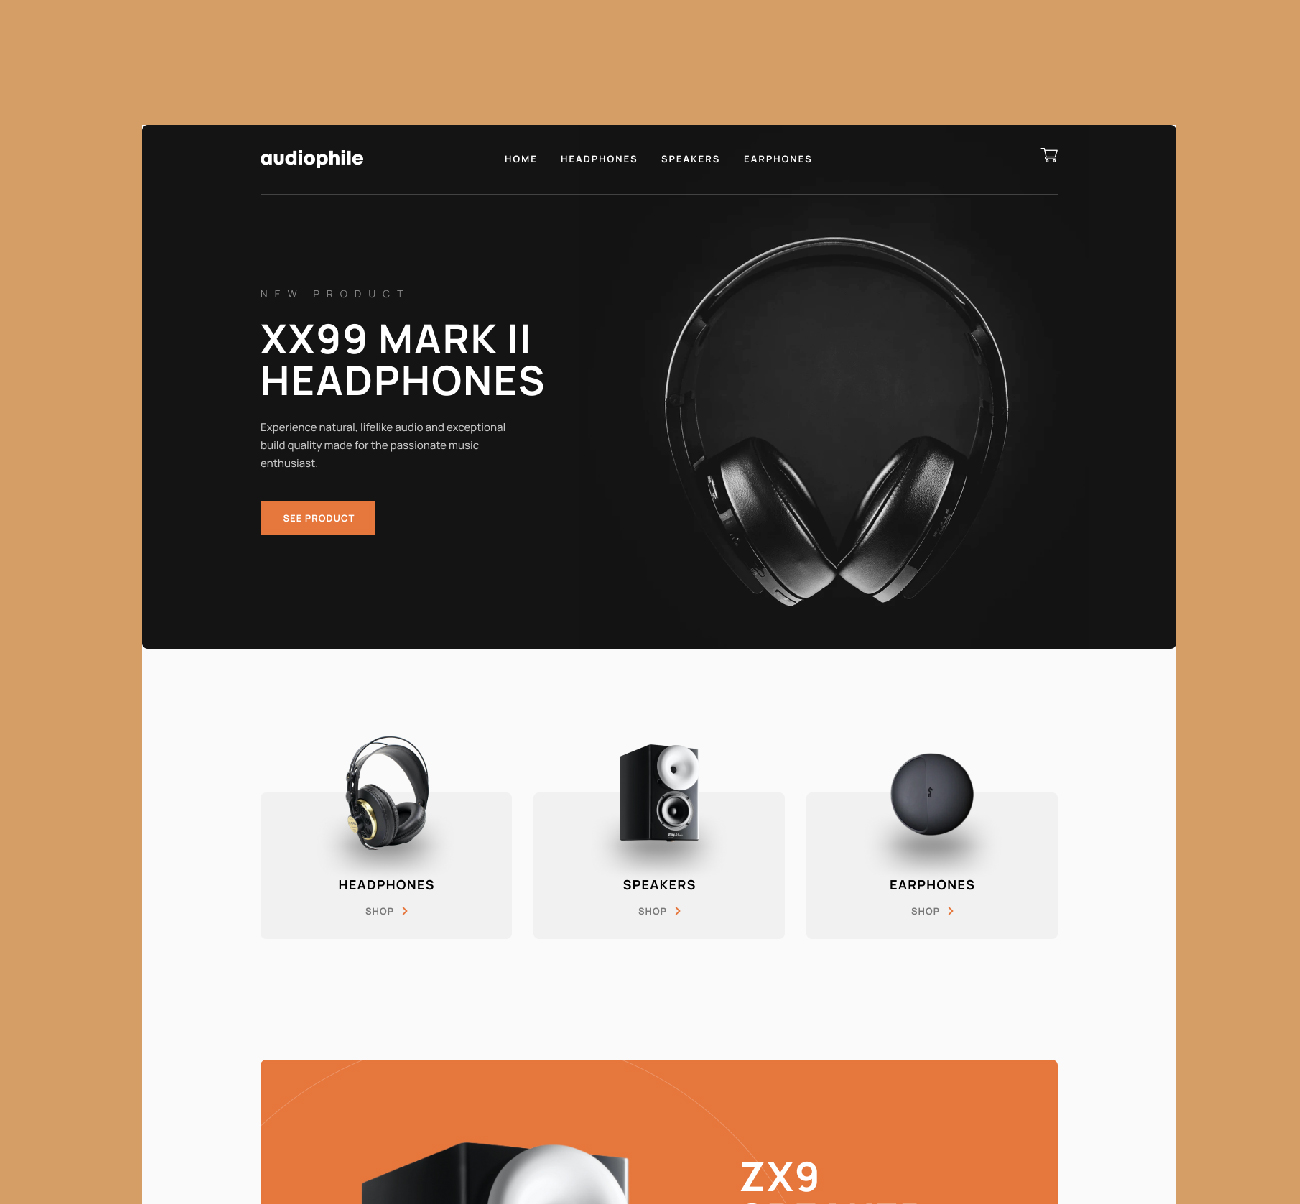 audiophile
HOME HEADPHONES SPEAKERS EARPHONES
NEW PRODUCT
XX99 MARK II
HEADPHONES
Experience natural, lifelike audio and exceptional
build quality made for the passionate music
enthusiast.
SEE PRODUCT
HEADPHONES
SHOP
SPEAKERS
SHOP
EARPHONES
SHOP
ZX9